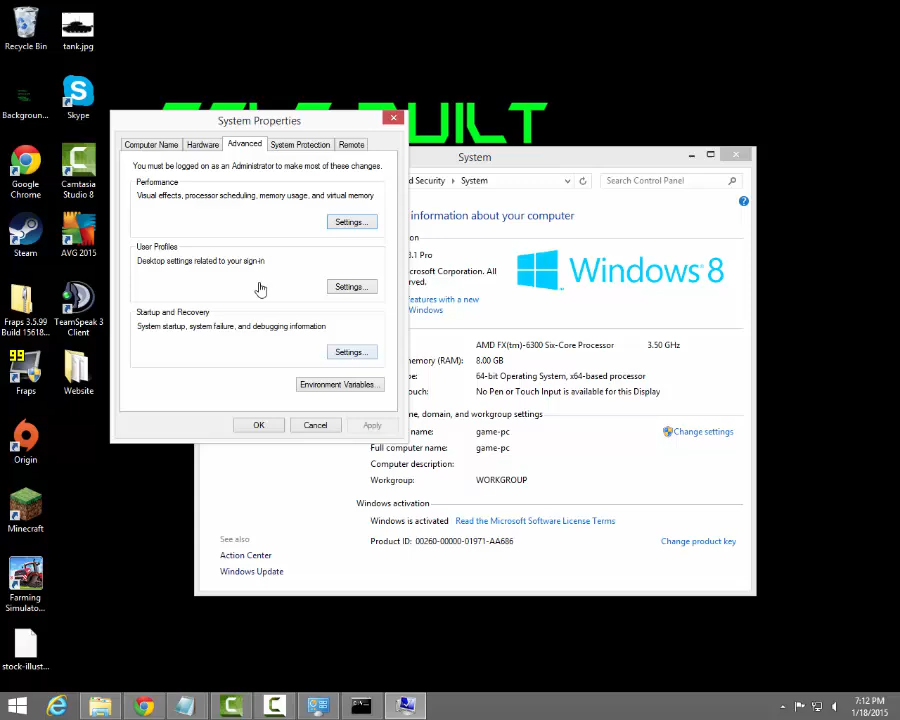 Recycle Bin
tank.jpg
Backgroun...
Skype
Google Chrome
Camtasia Studio 8
Steam
AVG 2015
Fraps 3.5.99 Build 15618...
TeamSpeak 3 Client
99
Fraps
Website
Origin
Minecraft
Farming Simulato...
stock-illust...
UILT
System Properties
Computer Name
Hardware
Advanced
System Protection
Remote
You must be logged on as an Administrator to make most of these changes.
Performance
Visual effects, processor scheduling, memory usage, and virtual memory
Settings...
User Profiles
Desktop settings related to your sign-in
Settings...
Startup and Recovery
System startup, system failure, and debugging information
Settings...
Environment Variables...
OK
Cancel
Apply
System
d Security
System
Search Control Panel
information about your computer
on
.1 Pro
crosoft Corporation. All
rved.
features with a new
Windows
Windows 8
AMD FX(tm)-6300 Six-Core Processor 3.50 GHz
memory (RAM): 8.00 GB
pe: 64-bit Operating System, x64-based processor
ouch: No Pen or Touch Input is available for this Display
me, domain, and workgroup settings
name: game-pc
Change settings
Full computer name: game-pc
Computer description:
Workgroup: WORKGROUP
Windows activation
Windows is activated Read the Microsoft Software License Terms
Product ID: 00260-00000-01971-AA686
Change product key
See also
Action Center
Windows Update
7:12 PM
1/18/2015